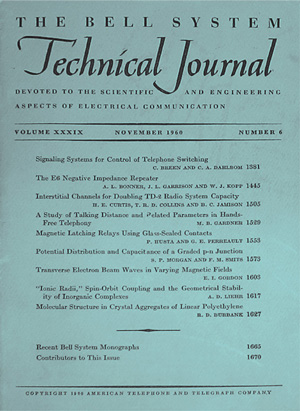 THE BELL SYSTEM
Technical Journal
DEVOTED TO THE SCIENTIFIC AND ENGINEERING
ASPECTS OF ELECTRICAL COMMUNICATION
VOLUME XXXIX NOVEMBER 1960 NUMBER 6
Signaling Systems for Control of Telephone Switching
C. BREEN AND C. A. DAHLBOM 1381
The E6 Negative Impedance Repeater
A. L. BONNER, J. L. GARRISON AND W. J. KOPP 1445
Interstitial Channels for Doubling TD-2 Radio System Capacity
H. E. CURTIS, T. R. D. COLLINS AND B. C. JAMISON 1505
A Study of Talking Distance and Related Parameters in Hands-
Free Telephony M. B. GARDNER 1529
Magnetic Latching Relays Using Glass-Sealed Contacts
P. HUSTA AND G. E. PERREAULT 1553
Potential Distribution and Capacitance of a Graded p-n Junction
S. P. MORGAN AND F. M. SMITS 1573
Transverse Electron Beam Waves in Varying Magnetic Fields
E. I. GORDON 1603
"Ionic Radii," Spin-Orbit Coupling and the Geometrical Stabil-
ity of Inorganic Complexes A. D. LIEHR 1617
Molecular Structure in Crystal Aggregates of Linear Polyethylene
R. D. BURBANK 1627
Recent Bell System Monographs 1665
Contributors to This Issue 1670
COPYRIGHT 1960 AMERICAN TELEPHONE AND TELEGRAPH COMPANY